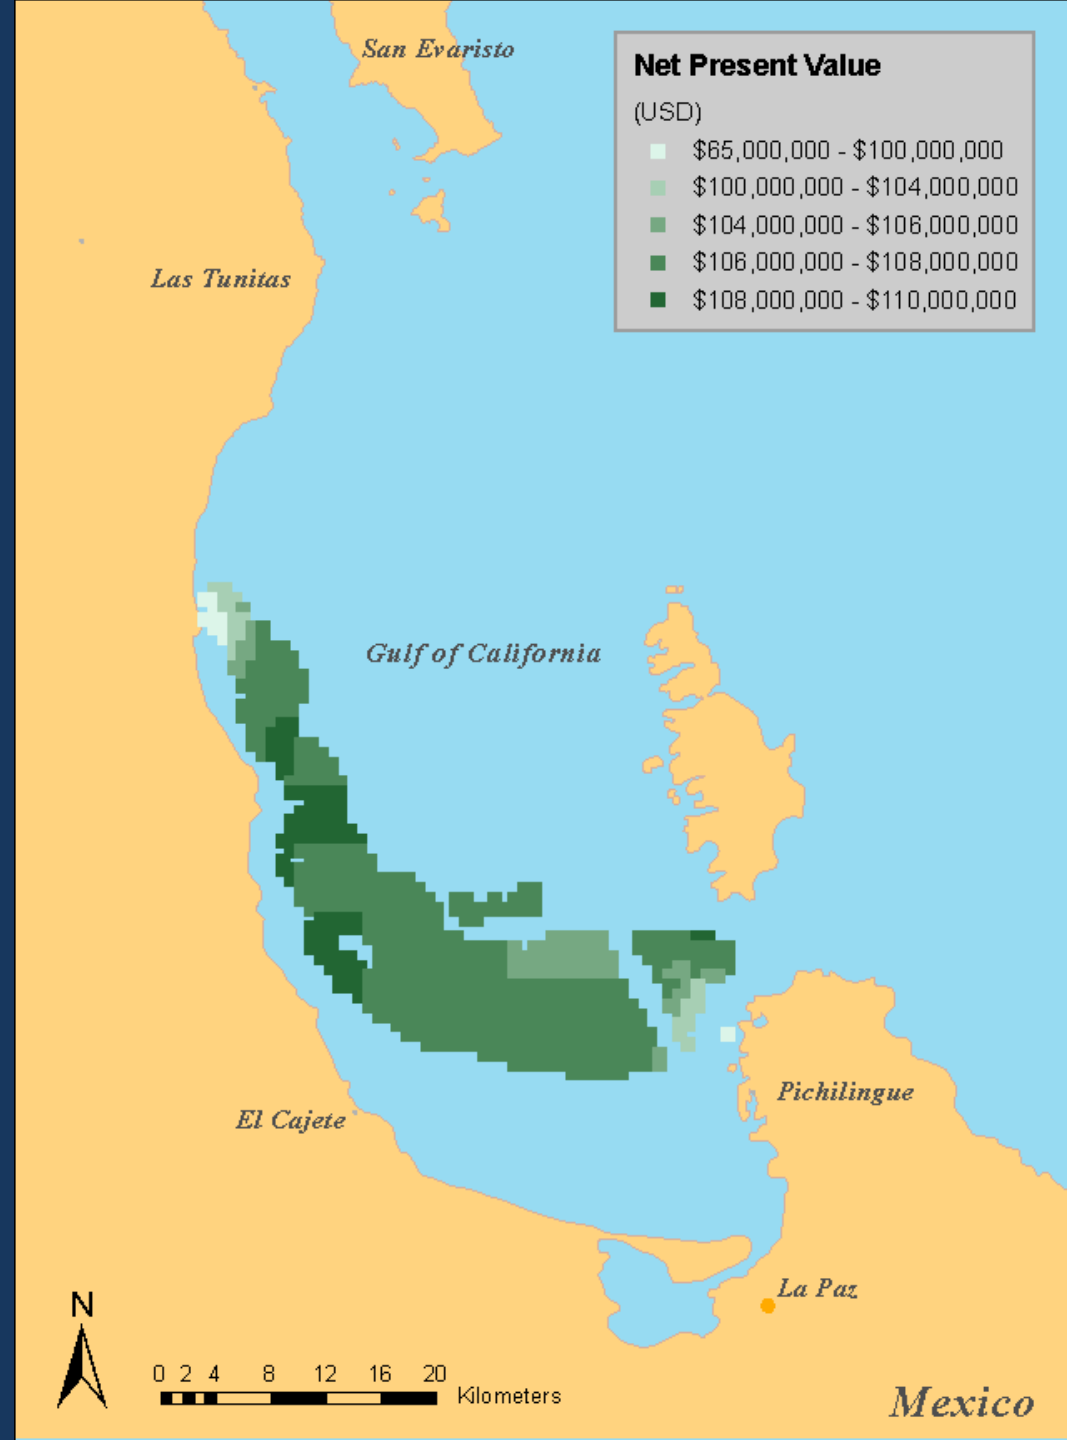 San Evaristo
Net Present Value
(USD)
$65,000,000 - $100,000,000
$100,000,000 - $104,000,000
$104,000,000 - $106,000,000
$106,000,000 - $108,000,000
$108,000,000 - $110,000,000
Las Tunitas
Gulf of California
Pichilingue
El Cajete
La Paz
N
0 2 4 8 12 16 20
Kilometers
Mexico